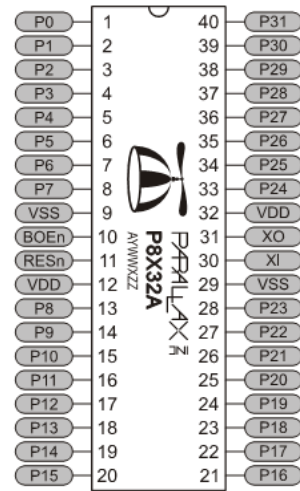 P0 1 40 P31
P1 2 39 P30
P2 3 38 P29
P3 4 37 P28
P4 5 36 P27
P5 6 35 P26
P6 7 34 P25
P7 8 33 P24
VSS 9 32 VDD
BOEn 10 31 XO
RESn 11 30 XI
VDD 12 29 VSS
P8 13 28 P23
P9 14 27 P22
P10 15 26 P21
P11 16 25 P20
P12 17 24 P19
P13 18 23 P18
P14 19 22 P17
P15 20 21 P16
PARALLAX
P8X32A
AYWWXZZ